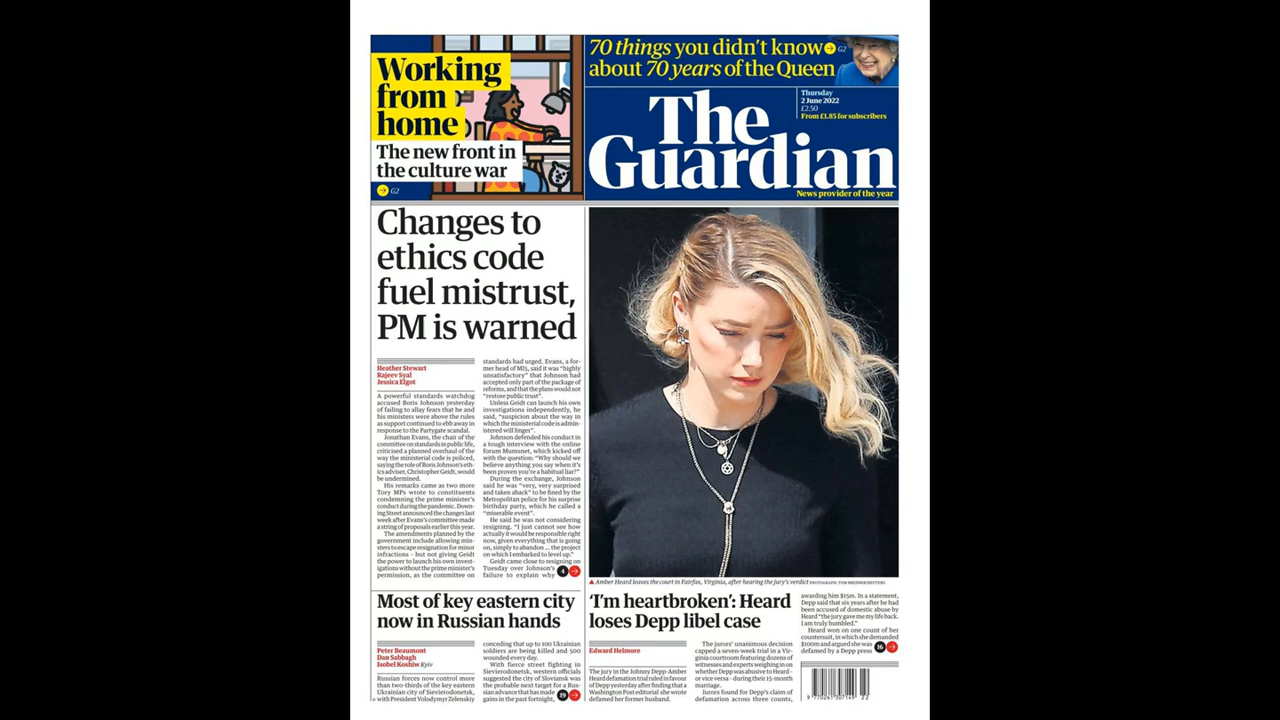 Working
from
home
The new front in
the culture war
G2
70 things you didn't know G2
about 70 years of the Queen
Thursday
2 June 2022
£2.50
From £1.85 for subscribers
The
Guardian
News provider of the year
Changes to
ethics code
fuel mistrust,
PM is warned
Heather Stewart
Rajeev Syal
Jessica Elgot
A powerful standards watchdog
accused Boris Johnson yesterday
of failing to allay fears that he and
his ministers were above the rules
as support continued to ebb away in
response to the Partygate scandal.
Jonathan Evans, the chair of the
committee on standards in public life,
criticised a planned overhaul of the
way the ministerial code is policed,
saying the role of Boris Johnson's eth-
ics adviser, Christopher Geidt, would
be undermined.
His remarks came as two more
Tory MPs wrote to constituents
condemning the prime minister's
conduct during the pandemic. Down-
ing Street announced the changes last
week after Evans's committee made
a string of proposals earlier this year.
The amendments planned by the
government include allowing min-
isters to escape resignation for minor
infractions – but not giving Geidt
the power to launch his own invest-
igations without the prime minister's
permission, as the committee on
standards had urged. Evans, a for-
mer head of MI5, said it was "highly
unsatisfactory" that Johnson had
accepted only part of the package of
reforms, and that the plans would not
"restore public trust".
Unless Geidt can launch his own
investigations independently, he
said, "suspicion about the way in
which the ministerial code is admin-
istered will linger".
Johnson defended his conduct in
a tough interview with the online
forum Mumsnet, which kicked off
with the question: "Why should we
believe anything you say when it's
been proven you're a habitual liar?"
During the exchange, Johnson
said he was "very, very surprised
and taken aback" to be fined by the
Metropolitan police for his surprise
birthday party, which he called a
"miserable event".
He said he was not considering
resigning. "I just cannot see how
actually it would be responsible right
now, given everything that is going
on, simply to abandon ... the project
on which I embarked to level up."
Geidt came close to resigning on
Tuesday over Johnson's
failure to explain why 4
▲ Amber Heard leaves the court in Fairfax, Virginia, after hearing the jury's verdict PHOTOGRAPH: TOM BRENNER/REUTERS
Most of key eastern city
now in Russian hands
Peter Beaumont
Dan Sabbagh
Isobel Koshiw Kyiv
Russian forces now control more
than two-thirds of the key eastern
Ukrainian city of Sievierodonetsk,
with President Volodymyr Zelenskiy
conceding that up to 100 Ukrainian
soldiers are being killed and 500
wounded every day.
With fierce street fighting in
Sievierodonetsk, western officials
suggested the city of Sloviansk was
the probable next target for a Rus-
sian advance that has made
gains in the past fortnight, 19
'I'm heartbroken': Heard
loses Depp libel case
Edward Helmore
The jury in the Johnny Depp-Amber
Heard defamation trial ruled in favour
of Depp yesterday after finding that a
Washington Post editorial she wrote
defamed her former husband.
The jurors' unanimous decision
capped a seven-week trial in a Vir-
ginia courtroom featuring dozens of
witnesses and experts weighing in on
whether Depp was abusive to Heard –
or vice versa – during their 15-month
marriage.
Jurors found for Depp's claim of
defamation across three counts,
awarding him $15m. In a statement,
Depp said that six years after he had
been accused of domestic abuse by
Heard "the jury gave me my life back.
I am truly humbled."
Heard won on one count of her
countersuit, in which she demanded
$100m and argued she was
defamed by a Depp press 16
9 770261 307149 22